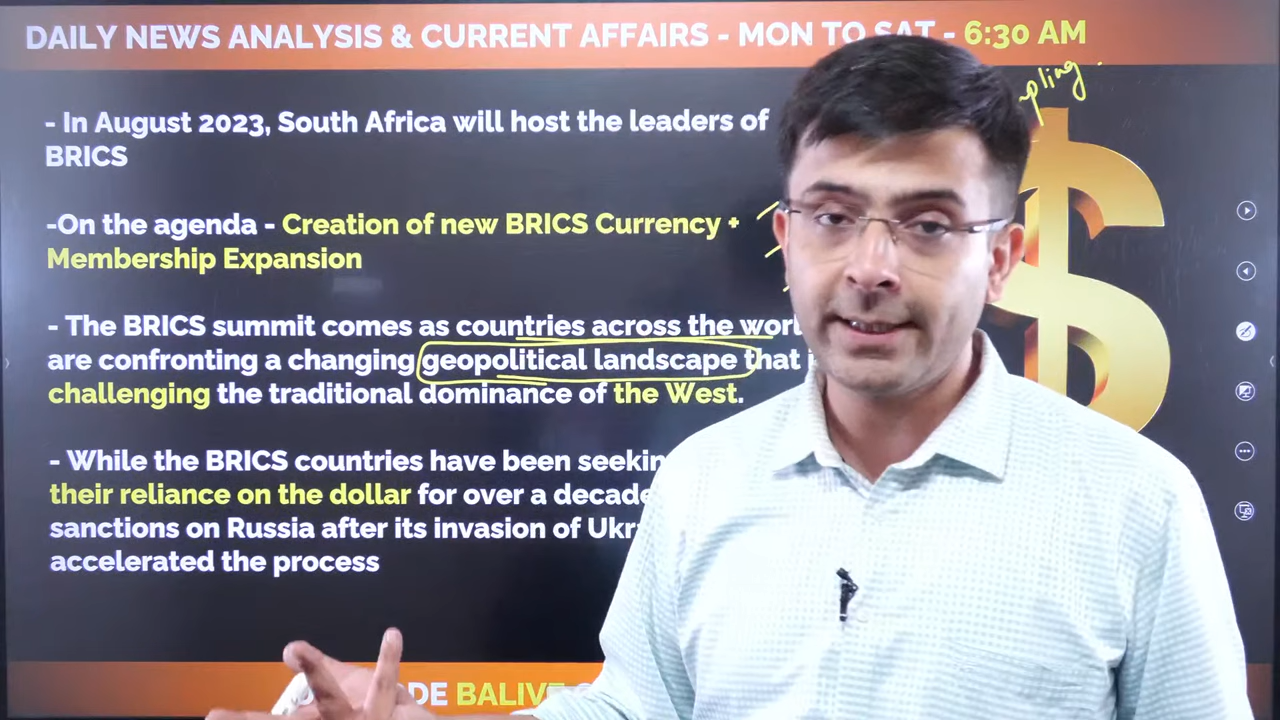 DAILY NEWS ANALYSIS & CURRENT AFFAIRS - MON TO SAT - 6:30 AM
- In August 2023, South Africa will host the leaders of
BRICS
-On the agenda - Creation of new BRICS Currency +
Membership Expansion
- The BRICS summit comes as countries across the
are confronting a changing geopolitical landscape that
challenging the traditional dominance of the West.
- While the BRICS countries have been
their reliance on the dollar for over a decade
sanctions on Russia after its invasion of
accelerated the process